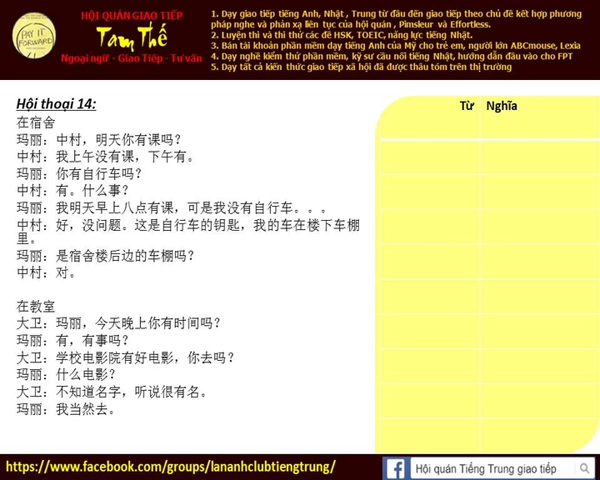 PAY IT
FORWARD
HỘI QUÁN GIAO TIẾP
Tam Thế
Ngoại ngữ - Giao Tiếp - Tư vấn
1. Dạy giao tiếp tiếng Anh, Nhật , Trung từ đầu đến giao tiếp theo chủ đề kết hợp phương
pháp nghe và phản xạ liên tục của hội quán , Pimsleur và Effortless.
2. Luyện thi và thi thử các đề HSK, TOEIC, năng lực tiếng Nhật.
3. Bán tài khoản phần mềm dạy tiếng Anh của Mỹ cho trẻ em, người lớn ABCmouse, Lexia
4. Dạy nghề kiểm thử phần mềm, kỹ sư cầu nối tiếng Nhật, hướng dẫn đầu vào cho FPT
5. Dạy tất cả kiến thức giao tiếp xã hội đã được thâu tóm trên thị trường
Hội thoại 14:
在宿舍
玛丽：中村，明天你有课吗？
中村：我上午没有课，下午有。
玛丽：你有自行车吗？
中村：有。什么事？
玛丽：我明天早上八点有课，可是我没有自行车。。。
中村：好，没问题。这是自行车的钥匙，我的车在楼下车棚
里。
玛丽：是宿舍楼后边的车棚吗？
中村：对。
在教室
大卫：玛丽，今天晚上你有时间吗？
玛丽：有，有事吗？
大卫：学校电影院有好电影，你去吗？
玛丽：什么电影？
大卫：不知道名字，听说很有名。
玛丽：我当然去。
Từ Nghĩa
https://www.facebook.com/groups/lananhclubtiengtrung/
f Hội quán Tiếng Trung giao tiếp